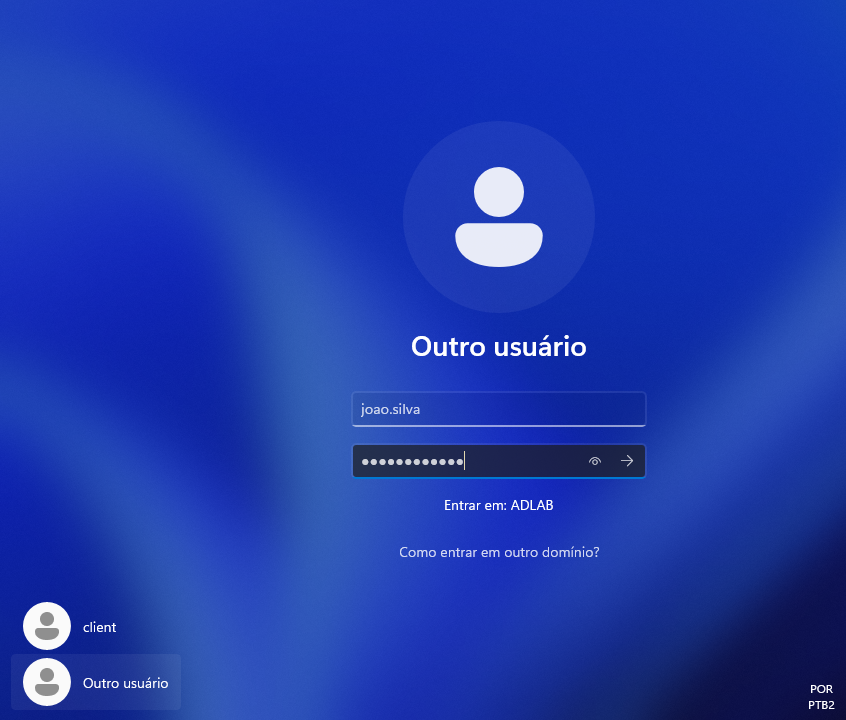 Outro usuário
joao.silva
••••••••••••
Entrar em: ADLAB
Como entrar em outro domínio?
client
Outro usuário
POR
PTB2